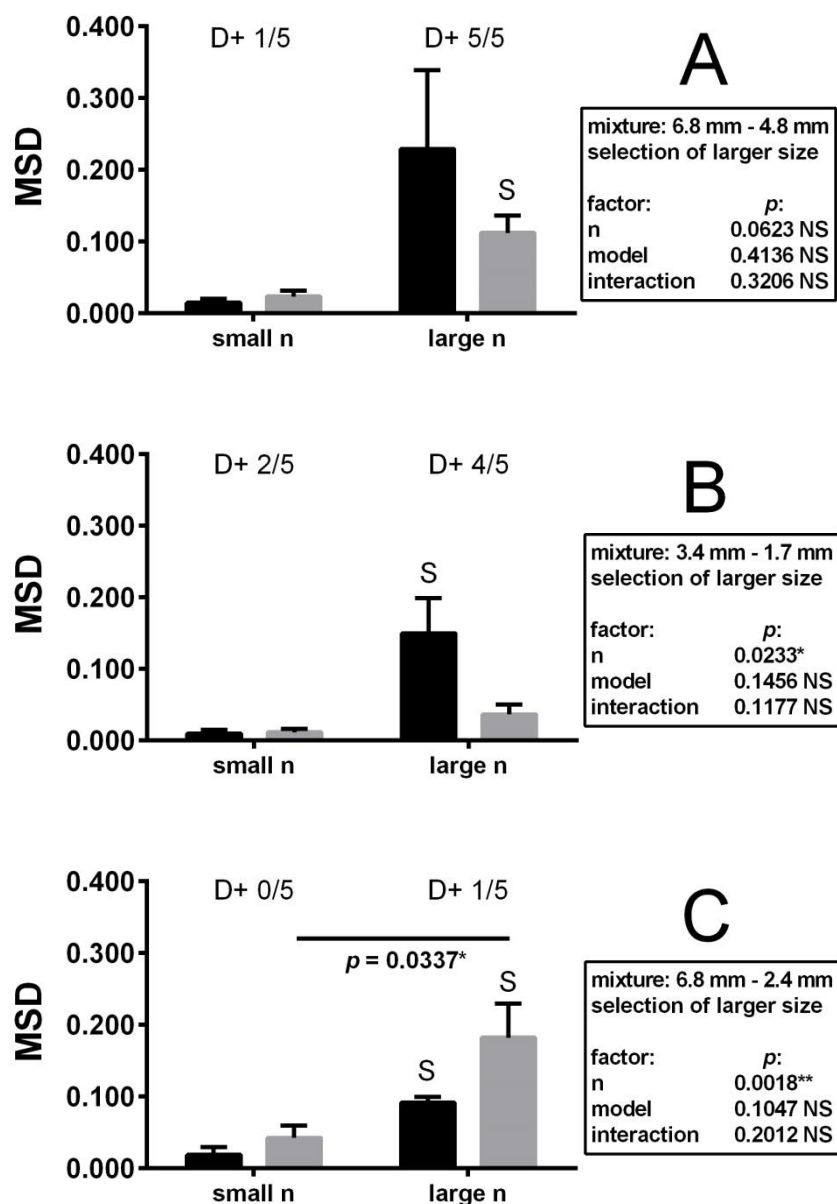 0.400
D+ 1/5
D+ 5/5
A
0.300
0.200
0.100
0.000
MSD
S
small n
large n
mixture: 6.8 mm - 4.8 mm
selection of larger size
factor: p:
n 0.0623 NS
model 0.4136 NS
interaction 0.3206 NS
0.400
D+ 2/5
D+ 4/5
B
0.300
0.200
0.100
0.000
MSD
S
small n
large n
mixture: 3.4 mm - 1.7 mm
selection of larger size
factor: p:
n 0.0233*
model 0.1456 NS
interaction 0.1177 NS
0.400
D+ 0/5
D+ 1/5
C
0.300
0.200
0.100
0.000
MSD
p = 0.0337*
S
S
small n
large n
mixture: 6.8 mm - 2.4 mm
selection of larger size
factor: p:
n 0.0018**
model 0.1047 NS
interaction 0.2012 NS